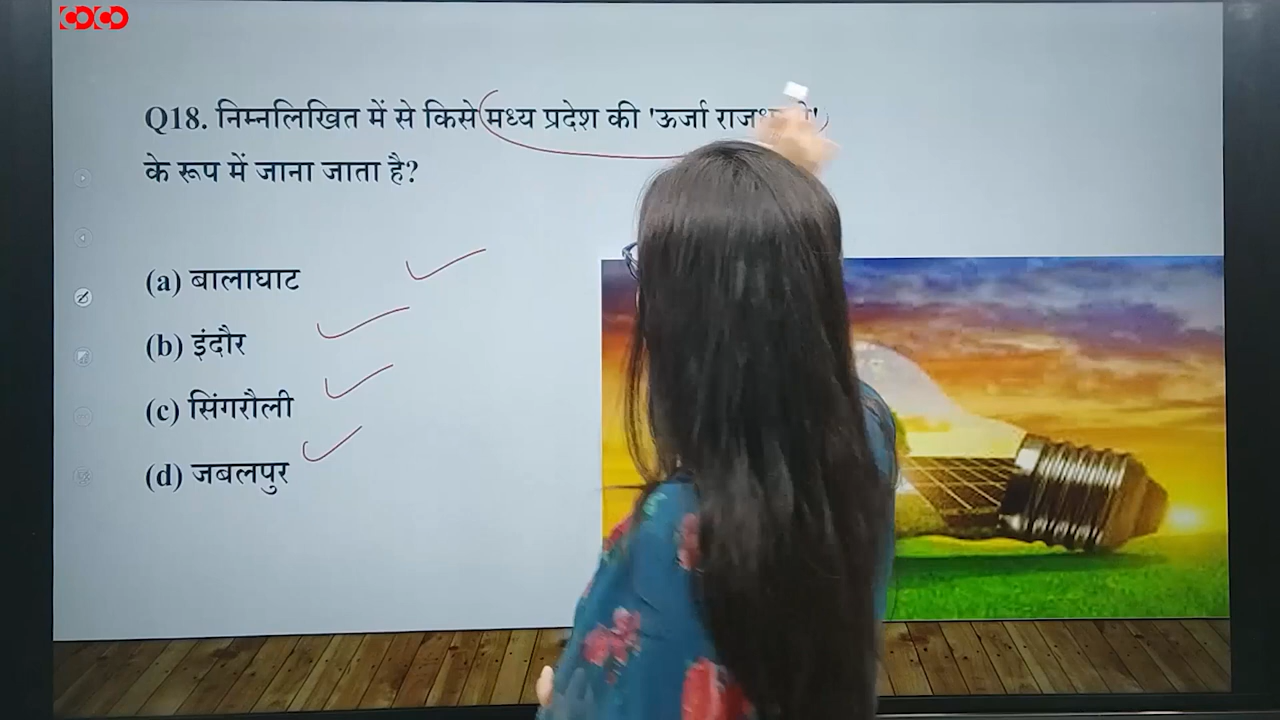 Q18. निम्नलिखित में से किसे मध्य प्रदेश की 'ऊर्जा
के रूप में जाना जाता है?
(a) बालाघाट
(b) इंदौर
(c) सिंगरौली
(d) जबलपुर